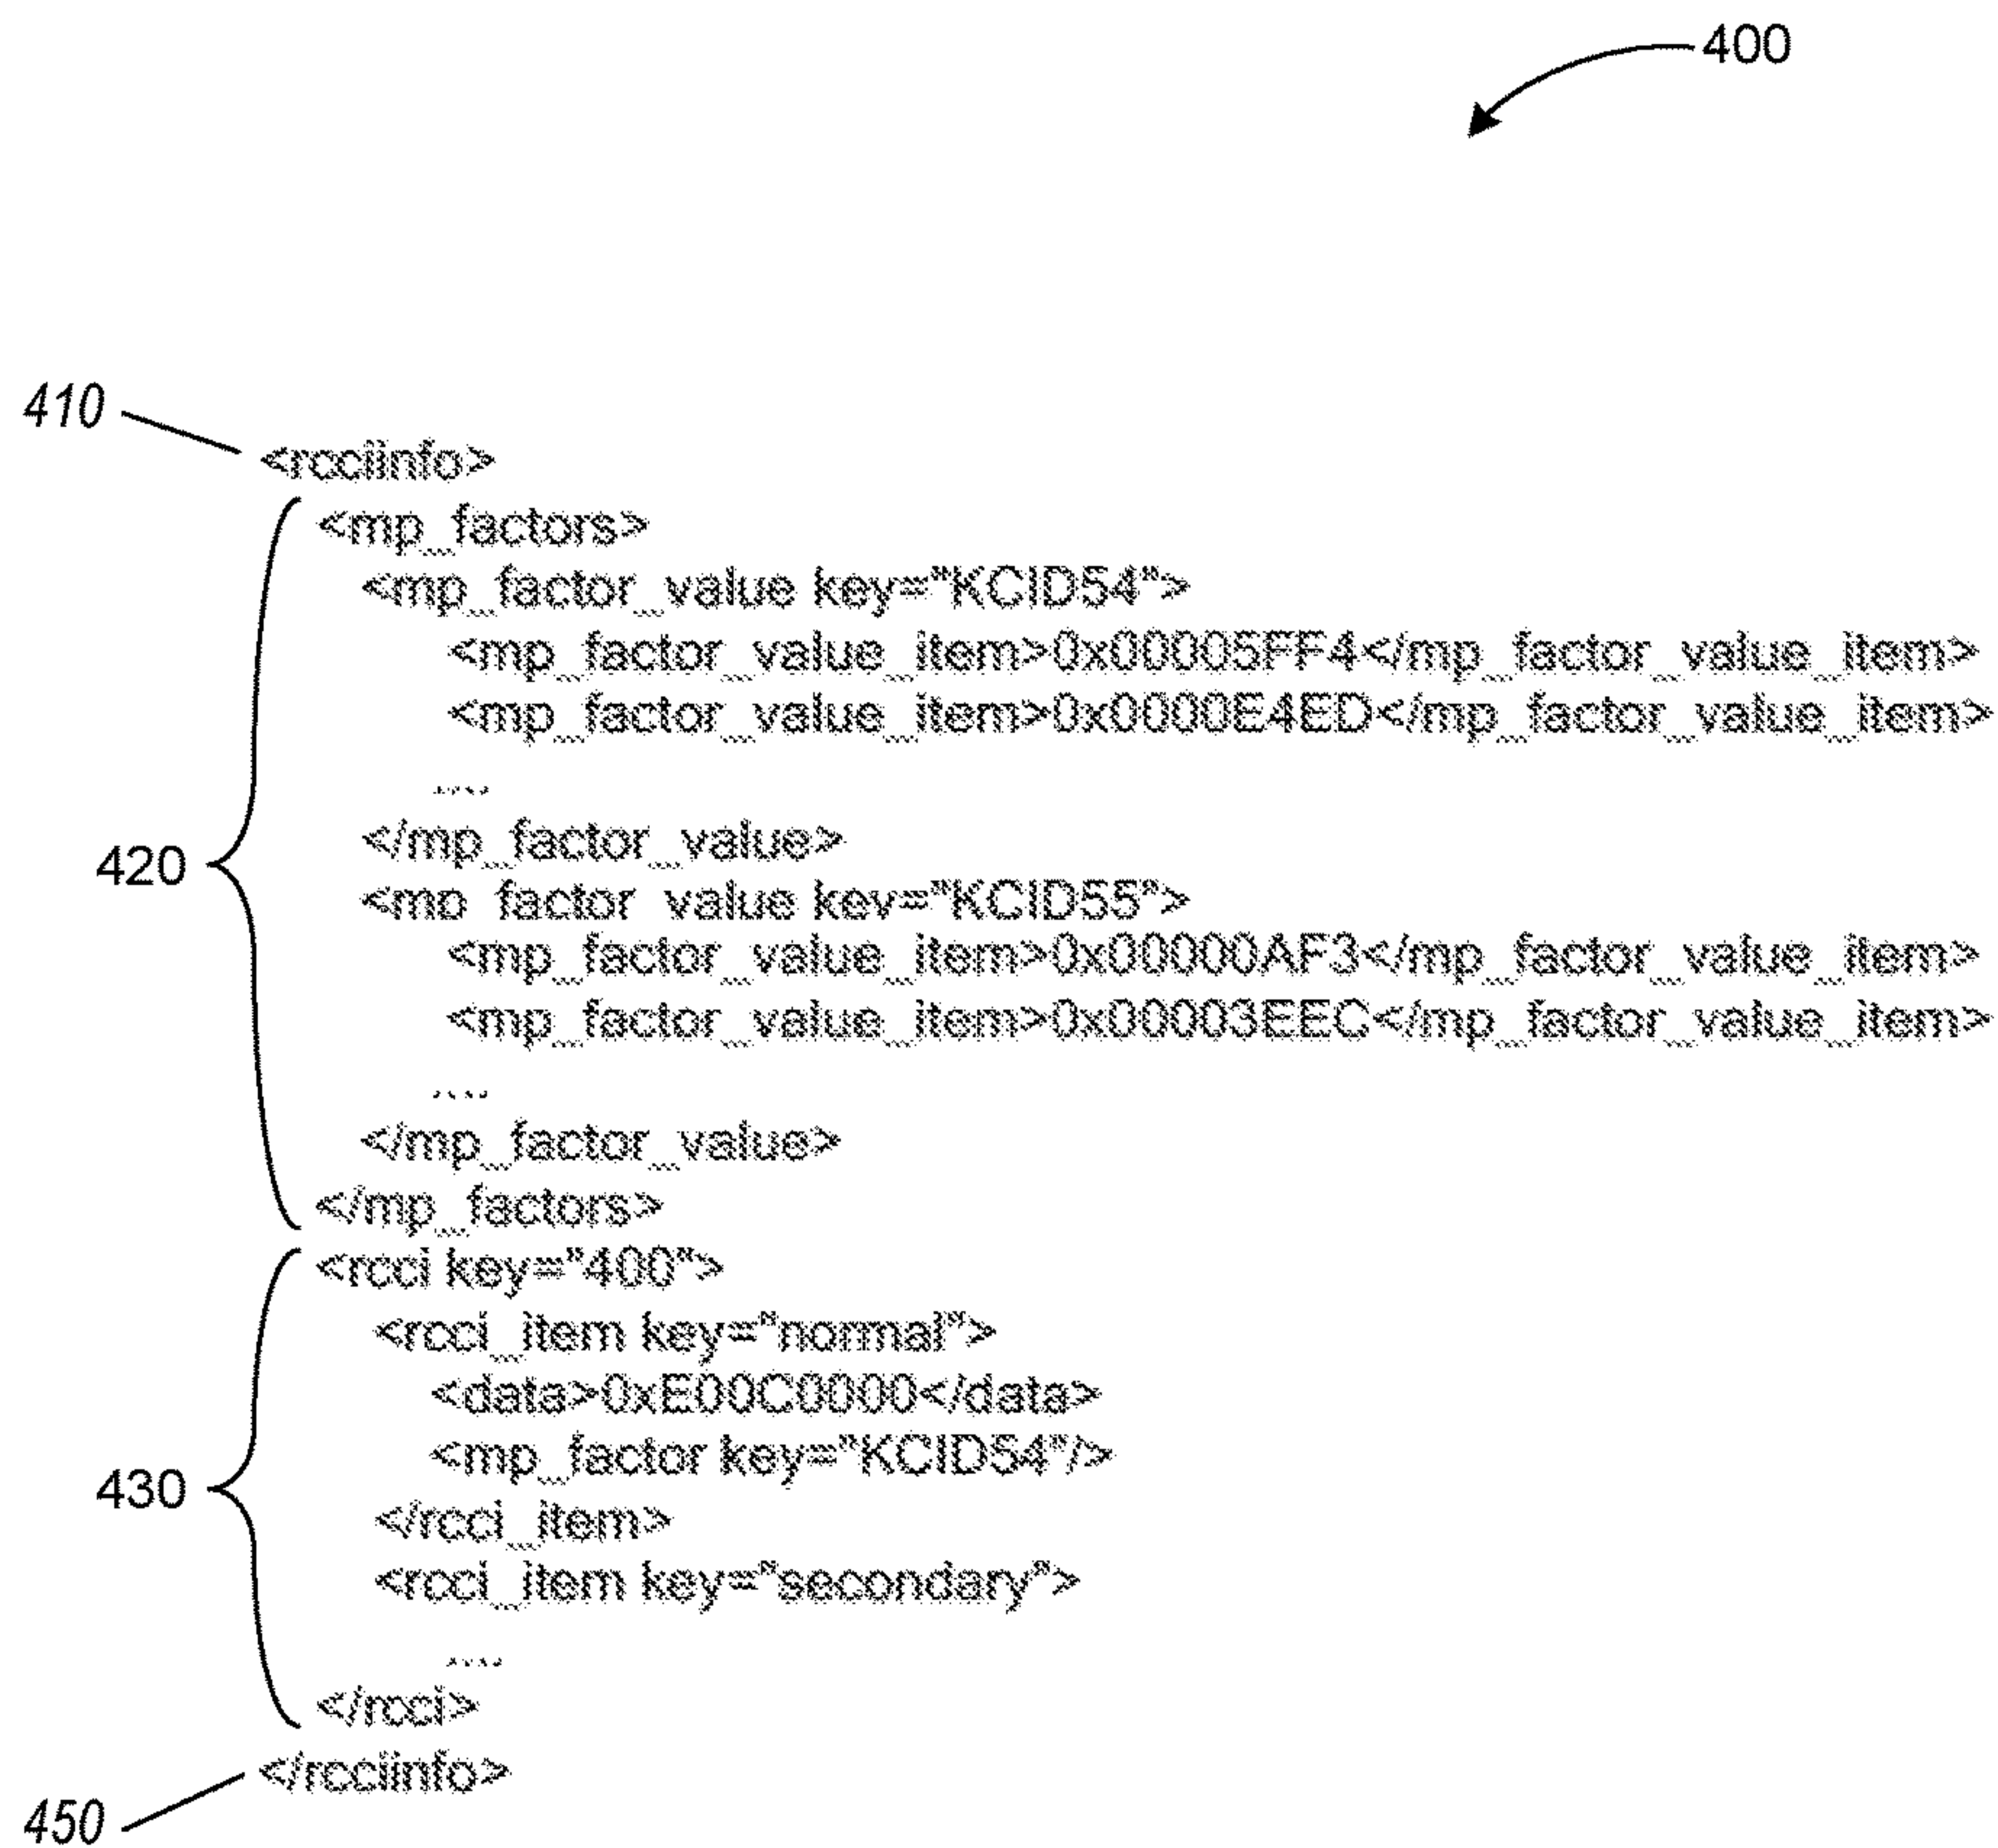 400
410
<rcciinfo>
<mp_factors>
<mp_factor_value key="KCID54">
<mp_factor_value_item>0x00005FF4</mp_factor_value_item>
<mp_factor_value_item>0x0000E4ED</mp_factor_value_item>
....
</mp_factor_value>
420
<mp_factor_value key="KCID55">
<mp_factor_value_item>0x00000AF3</mp_factor_value_item>
<mp_factor_value_item>0x00003EEC</mp_factor_value_item>
....
</mp_factor_value>
</mp_factors>
<rcci key="400">
<rcci_item key="normal">
<data>0xE00C0000</data>
<mp_factor key="KCID54"/>
430
</rcci_item>
<rcci_item key="secondary">
....
</rcci>
</rcciinfo>
450